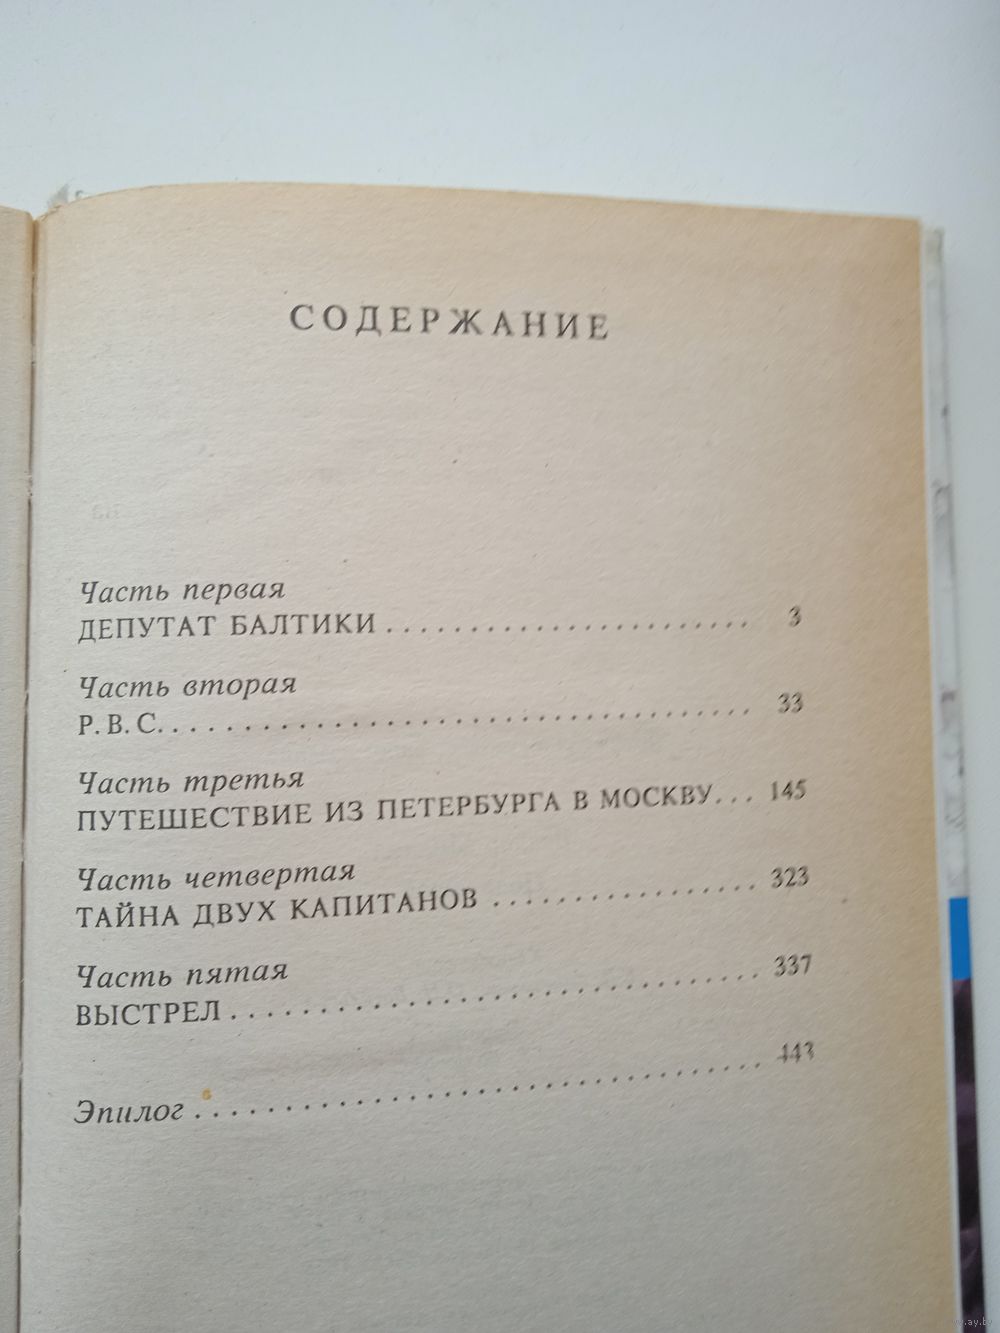 СОДЕРЖАНИЕ
Часть первая
ДЕПУТАТ БАЛТИКИ . . . . . . . . . . . . . . . . . . . . . . 3
Часть вторая
Р. В. С. . . . . . . . . . . . . . . . . . . . . . . . . . . . . . . . . 33
Часть третья
ПУТЕШЕСТВИЕ ИЗ ПЕТЕРБУРГА В МОСКВУ. . . 145
Часть четвертая
ТАЙНА ДВУХ КАПИТАНОВ . . . . . . . . . . . . . . . 323
Часть пятая
ВЫСТРЕЛ . . . . . . . . . . . . . . . . . . . . . . . . . . . . . 337
Эпилог . . . . . . . . . . . . . . . . . . . . . . . . . . . . . . . 443